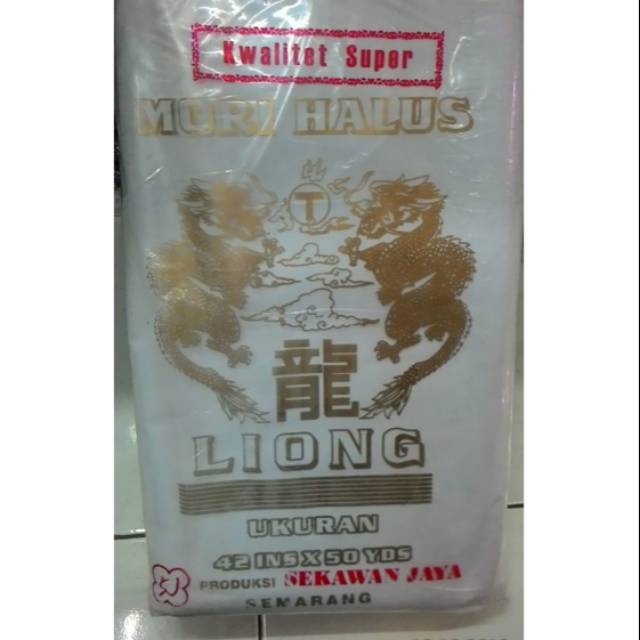 Kwalitet Super
MORI HALUS
T
龍
LIONG
UKURAN
42 INS X 50 YDS
PRODUKSI SEKAWAN JAYA
SEMARANG